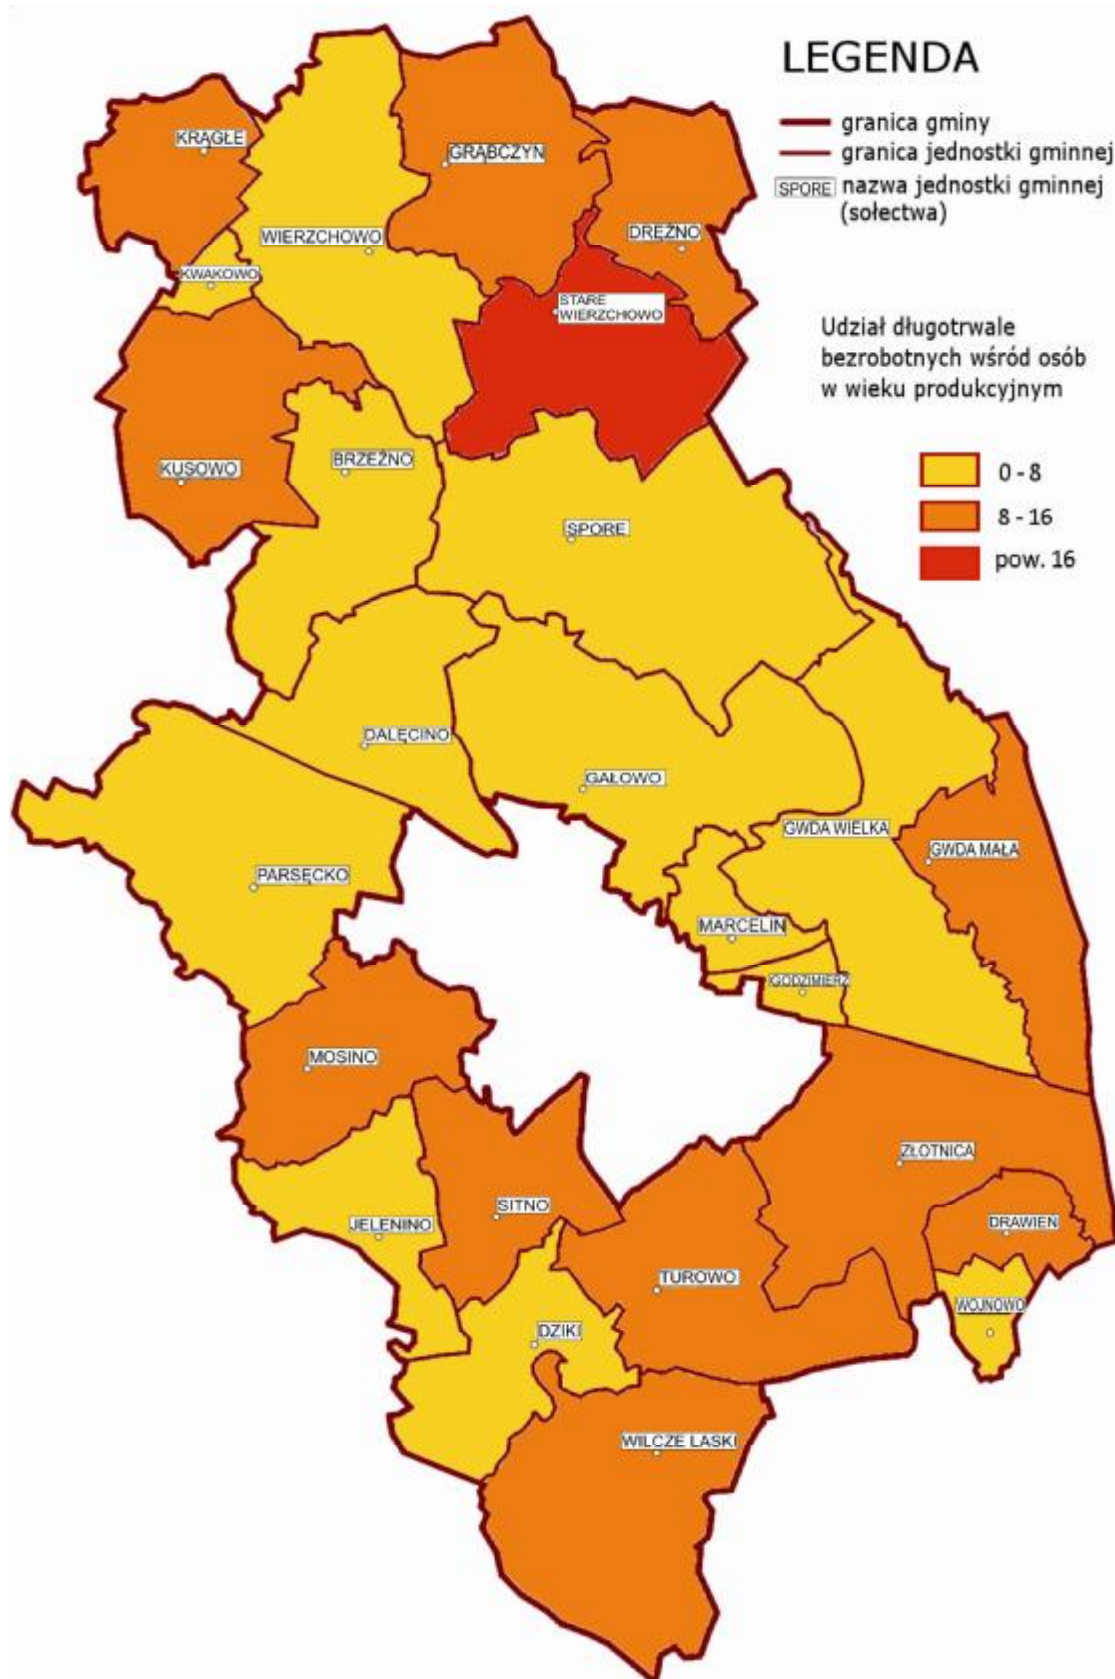 LEGENDA
granica gminy
granica jednostki gminnej
SPORE nazwa jednostki gminnej
(sołectwa)
Udział długotrwale
bezrobotnych wśród osób
w wieku produkcyjnym
0 - 8
8 - 16
pow. 16
KRĄGŁE
GRĄBCZYN
WIERZCHOWO
DRĘŻNO
KWAKOWO
STARE
WIERZCHOWO
KUSOWO
BRZEŹNO
SPORE
DALĘCINO
GAŁOWO
GWDA WIELKA
GWDA MAŁA
PARSĘCKO
MARCELIN
GODZIMIERZ
MOSINO
ZŁOTNICA
SITNO
JELENINO
DRAWIEN
TUROWO
WOJNOWO
DZIKI
WILCZE LASKI